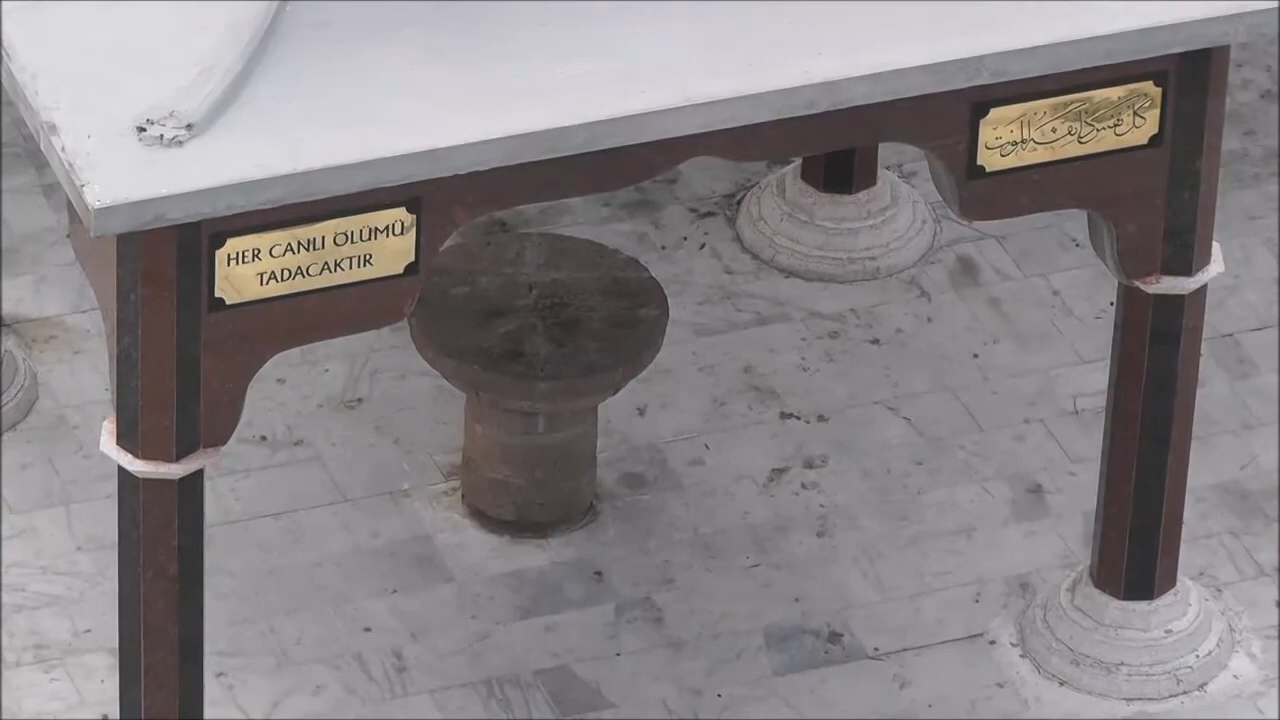 HER CANLI ÖLÜMÜ
TADACAKTIR
كل نفس ذائقة الموت